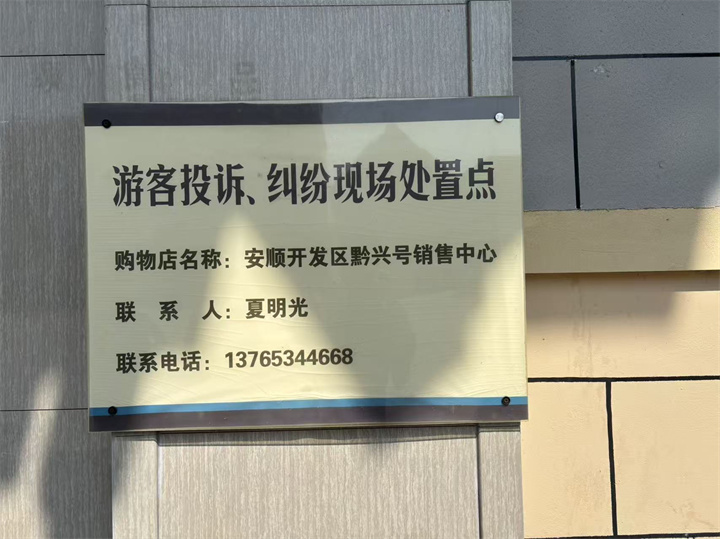 游客投诉、纠纷现场处置点
购物店名称：安顺开发区黔兴号销售中心
联 系 人：夏明光
联系电话：13765344668